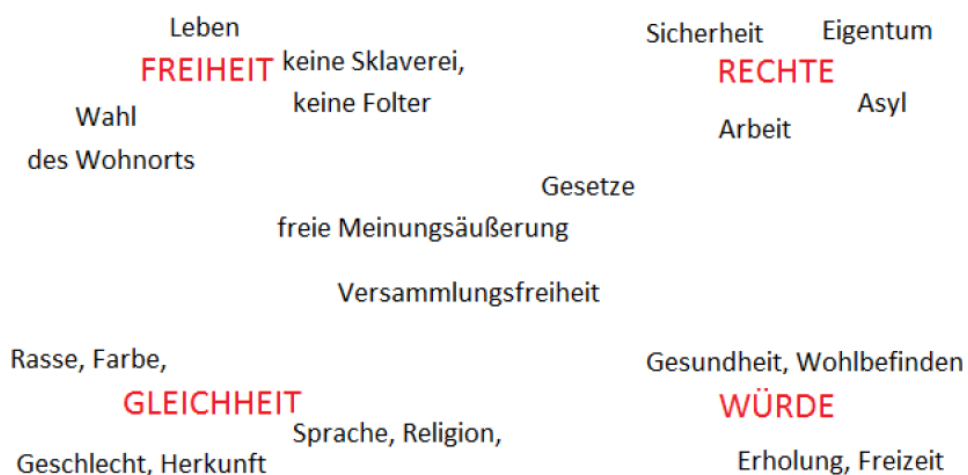 Leben
FREIHEIT
keine Sklaverei,
keine Folter
Wahl
des Wohnorts
Sicherheit
Eigentum
RECHTE
Asyl
Arbeit
Gesetze
freie Meinungsäußerung
Versammlungsfreiheit
Rasse, Farbe,
GLEICHHEIT
Sprache, Religion,
Geschlecht, Herkunft
Gesundheit, Wohlbefinden
WÜRDE
Erholung, Freizeit